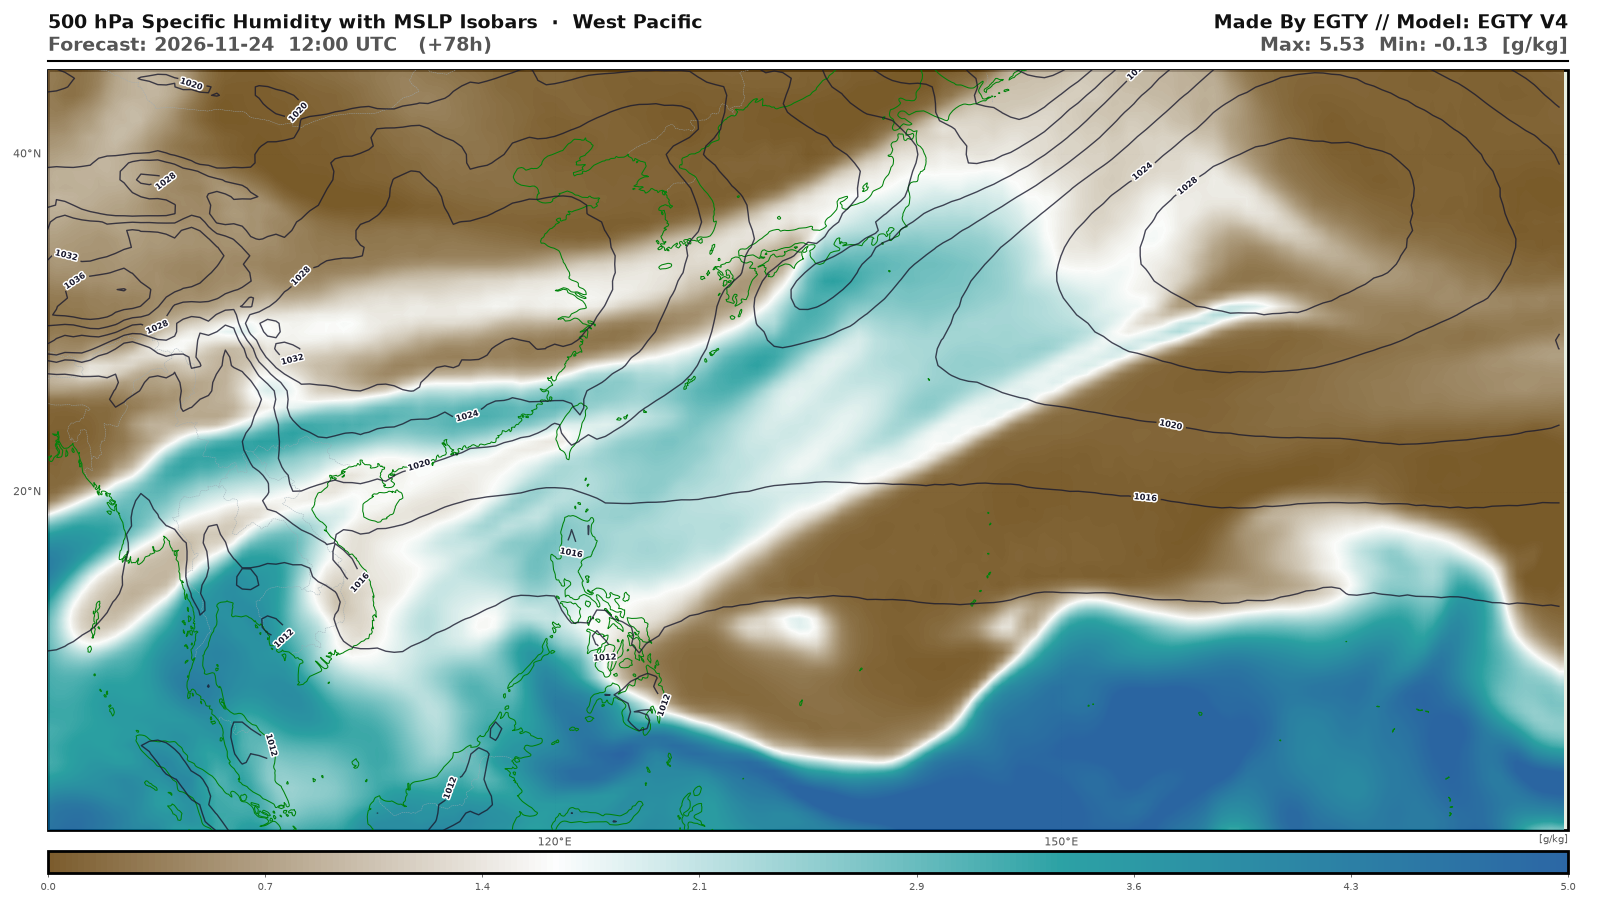 500 hPa Specific Humidity with MSLP Isobars · West Pacific
Made By EGTY // Model: EGTY V4
Forecast: 2026-11-24 12:00 UTC (+78h)
Max: 5.53 Min: -0.13 [g/kg]
1020
1020
40°N
1024
1028
1028
1032
1036
1028
1028
1032
1024
1020
1020
20°N
1016
1016
1016
1012
1012
1012
1012
1012
120°E
150°E
[g/kg]
0.0 0.7 1.4 2.1 2.9 3.6 4.3 5.0